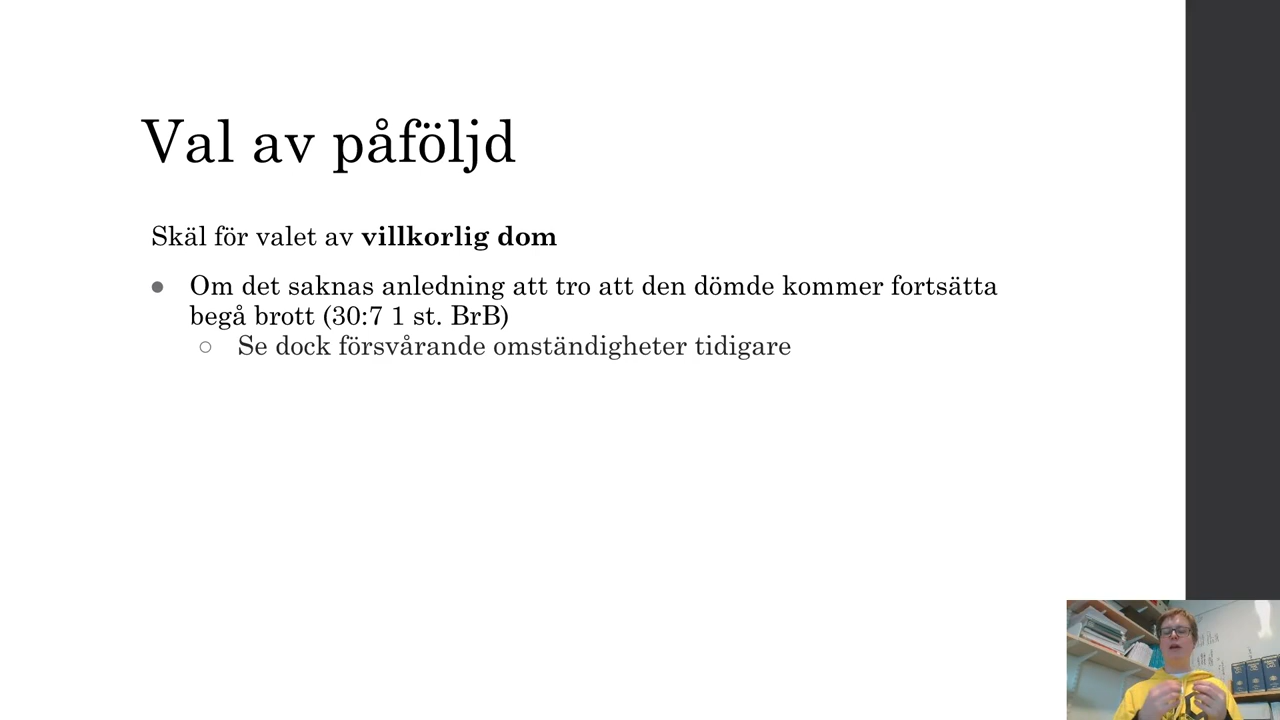 Val av påföljd
Skäl för valet av villkorlig dom
● Om det saknas anledning att tro att den dömde kommer fortsätta
begå brott (30:7 1 st. BrB)
○ Se dock försvårande omständigheter tidigare